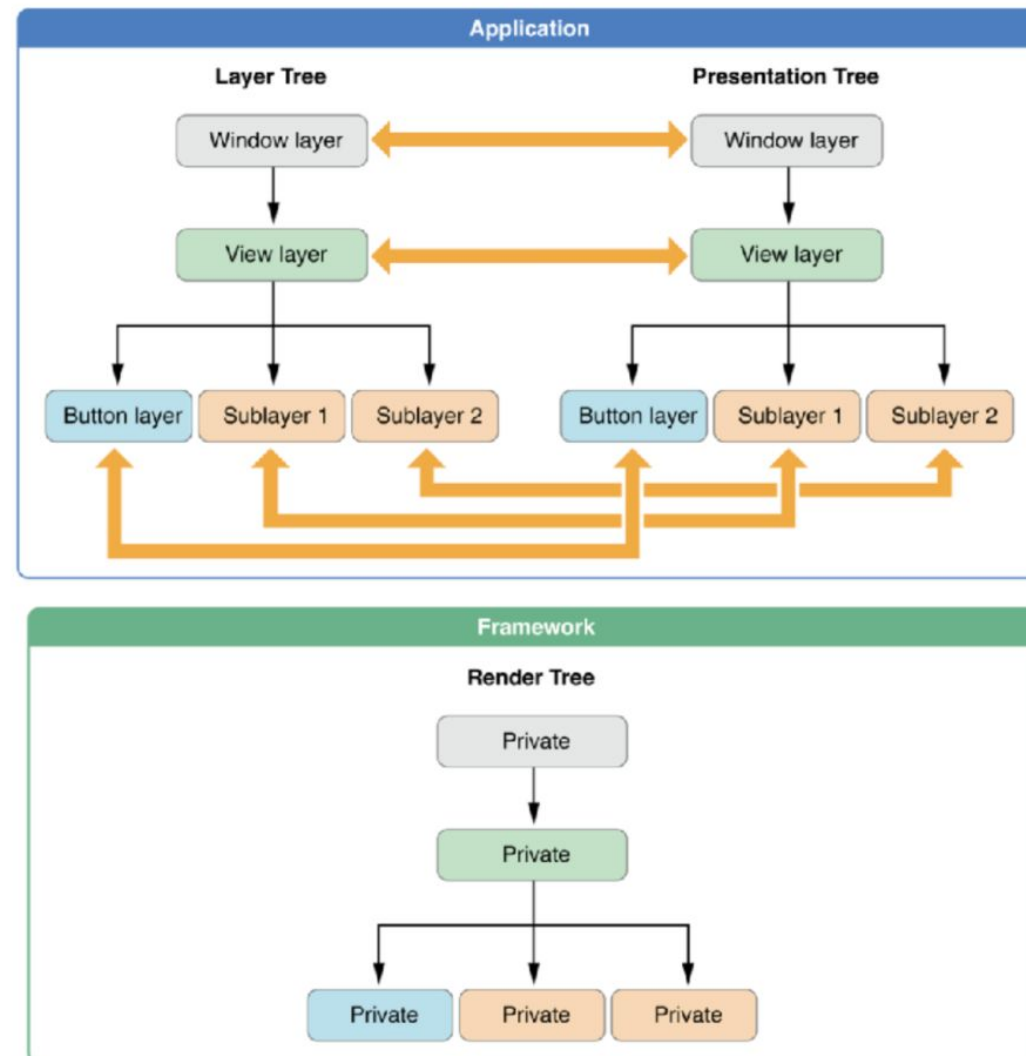 Application
Layer Tree
Presentation Tree
Window layer
Window layer
View layer
View layer
Button layer
Sublayer 1
Sublayer 2
Button layer
Sublayer 1
Sublayer 2
Framework
Render Tree
Private
Private
Private
Private
Private